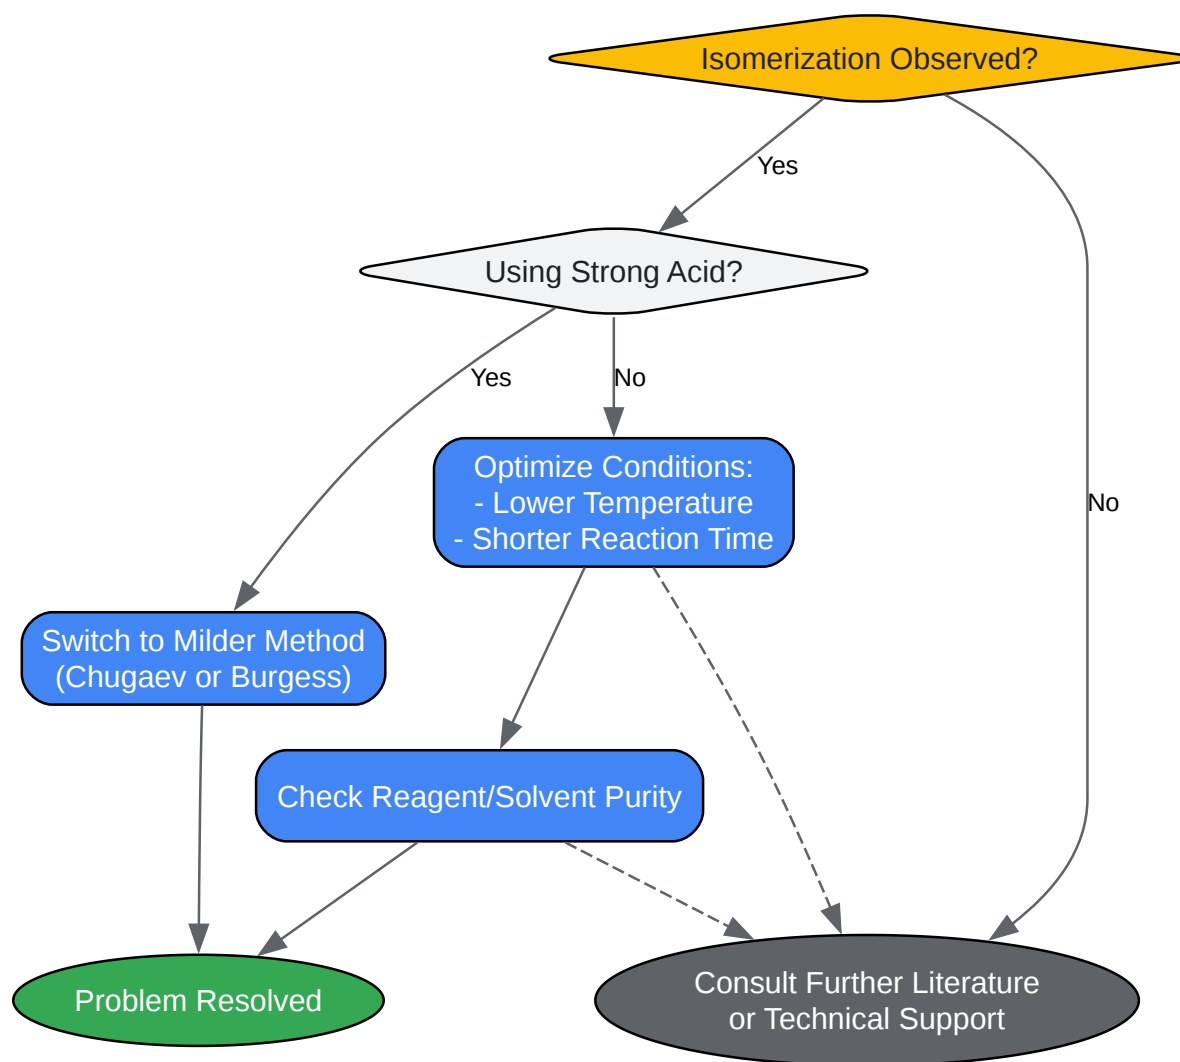 Isomerization Observed?
Yes
Using Strong Acid?
Yes
No
Optimize Conditions:
- Lower Temperature
- Shorter Reaction Time
No
Switch to Milder Method
(Chugaev or Burgess)
Check Reagent/Solvent Purity
Problem Resolved
Consult Further Literature
or Technical Support